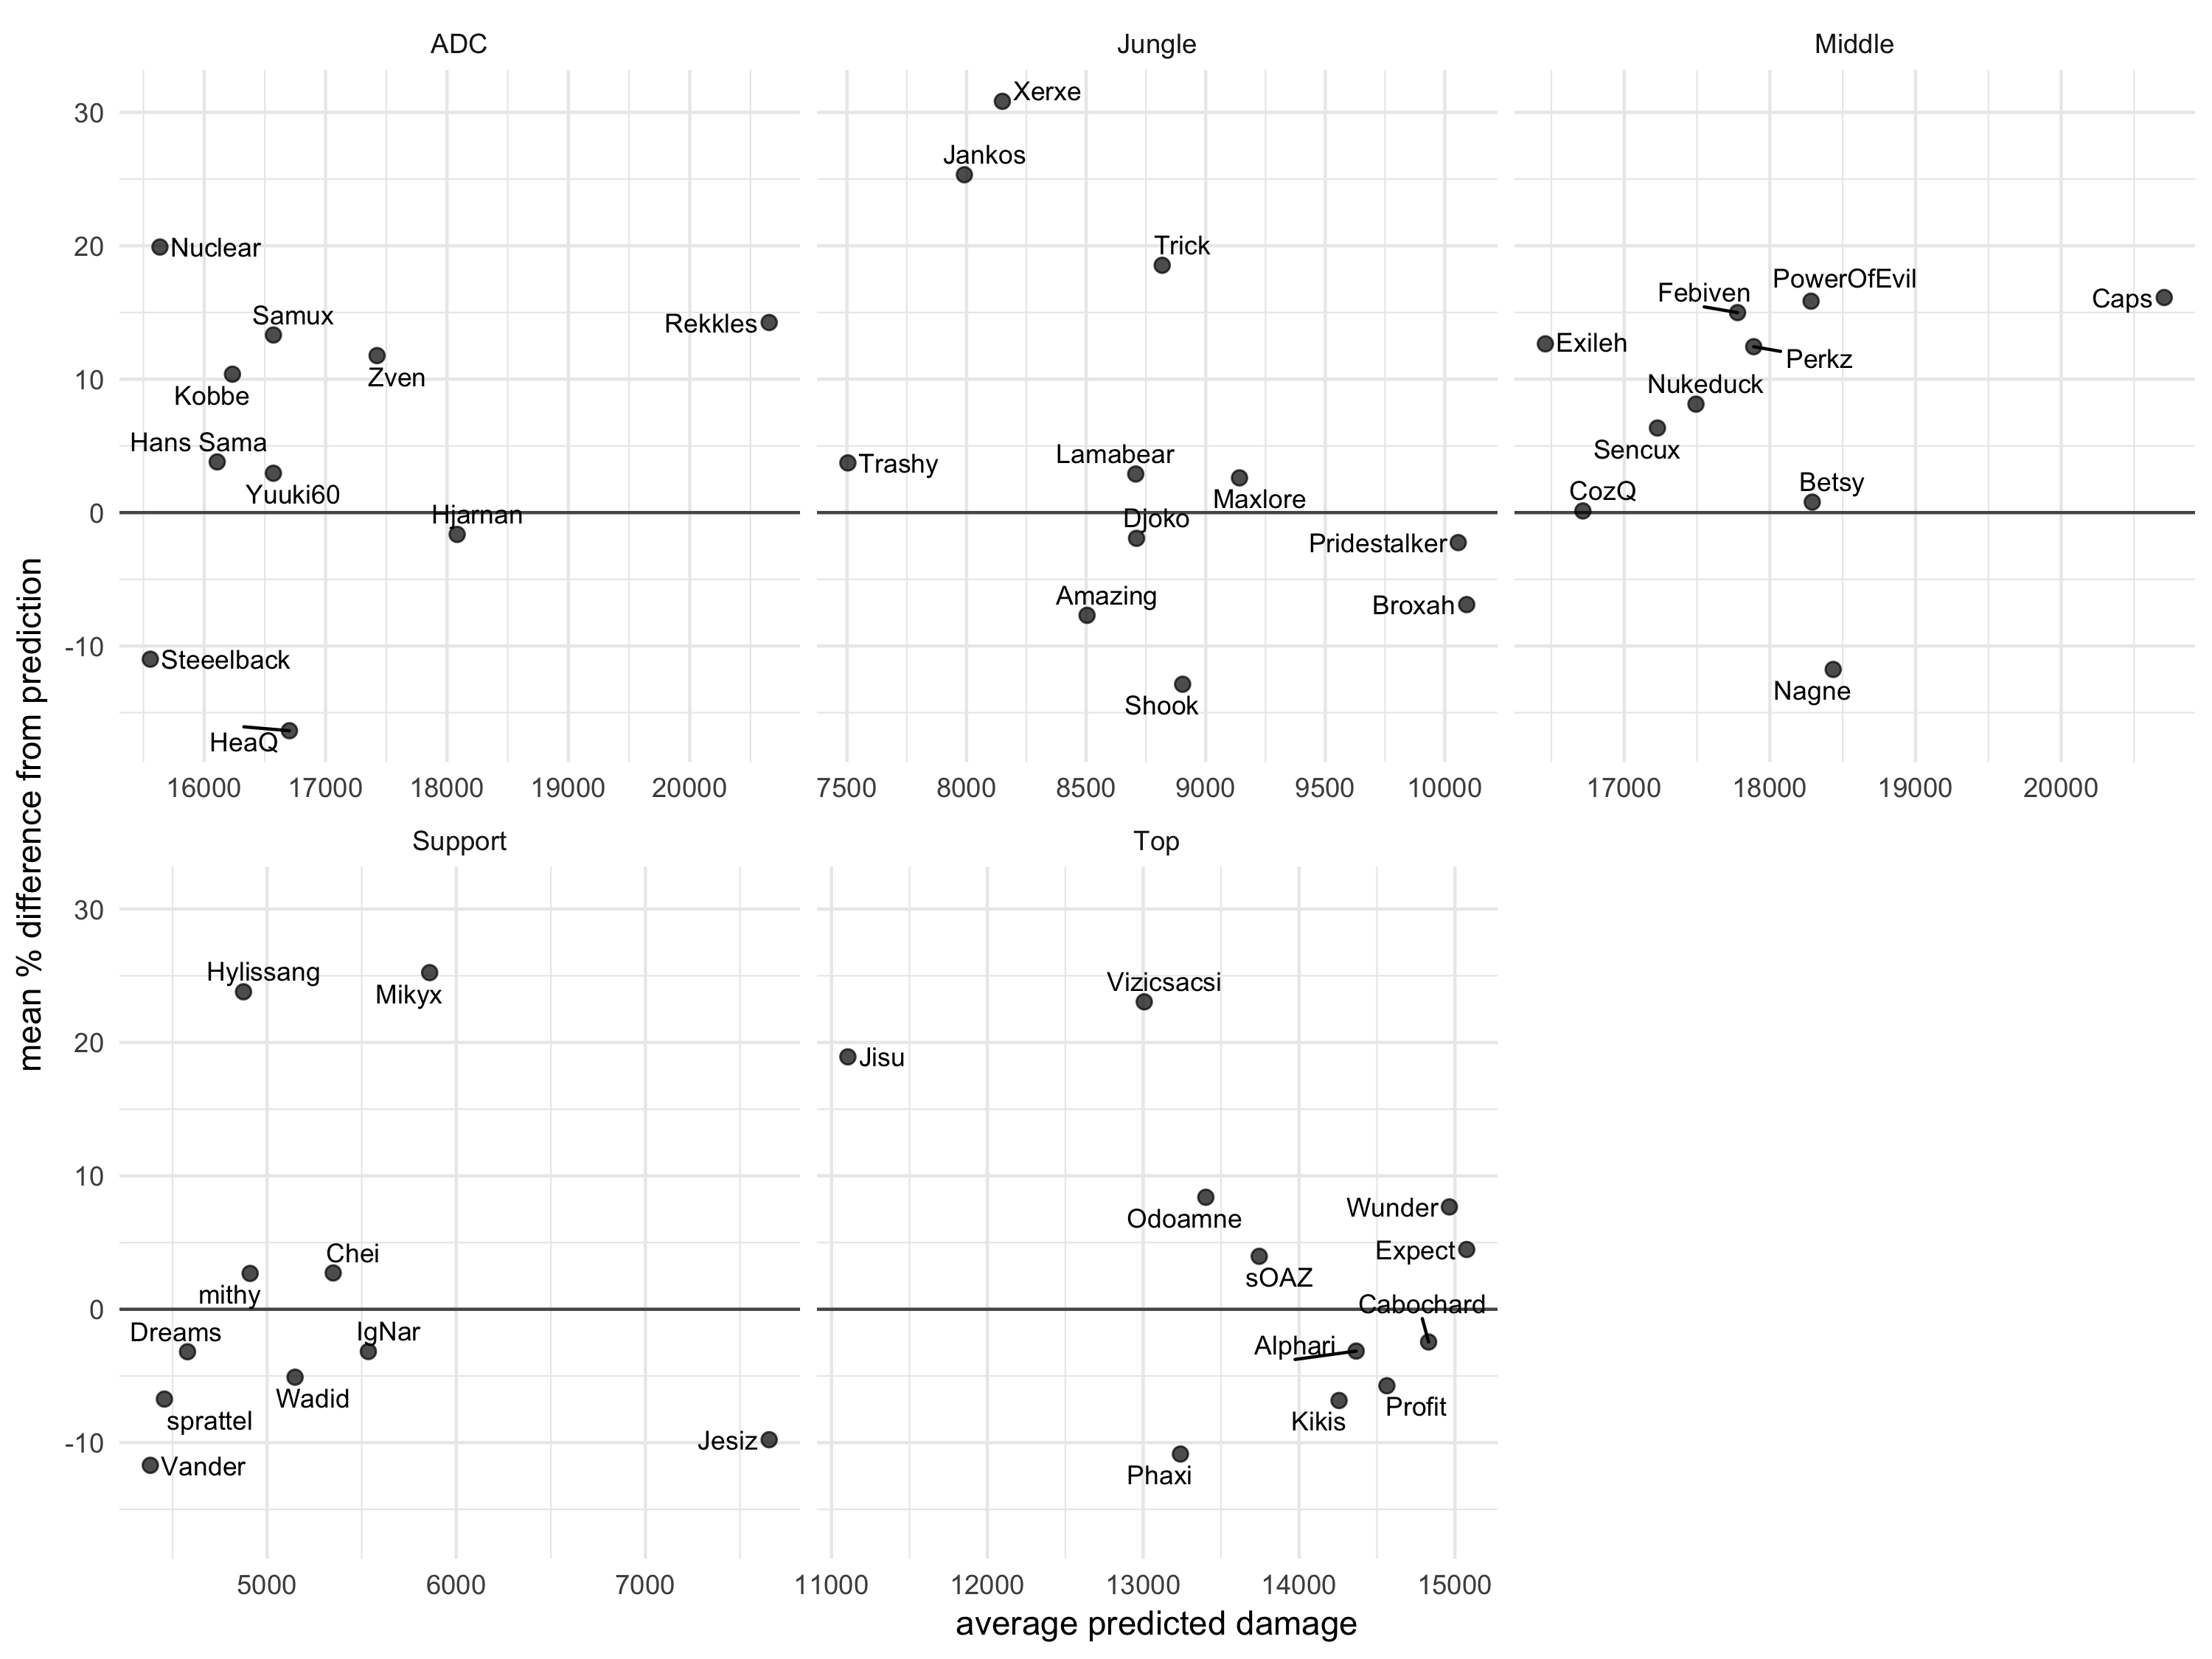 ADC
Jungle
Middle
30
20
10
0
-10
Nuclear
Samux
Rekkles
Zven
Kobbe
Hans Sama
Yuuki60
Hjarnan
Steeelback
HeaQ
16000 17000 18000 19000 20000
Xerxe
Jankos
Trick
Trashy
Lamabear
Maxlore
Djoko
Pridestalker
Amazing
Broxah
Shook
7500 8000 8500 9000 9500 10000
PowerOfEvil
Febiven
Caps
Exileh
Perkz
Nukeduck
Sencux
Betsy
CozQ
Nagne
17000 18000 19000 20000
mean % difference from prediction
Support
Top
30
20
10
0
-10
Hylissang
Mikyx
Chei
mithy
Dreams
IgNar
Wadid
sprattel
Jesiz
Vander
5000 6000 7000
Vizicsacsi
Jisu
Odoamne
Wunder
Expect
sOAZ
Cabochard
Alphari
Profit
Kikis
Phaxi
11000 12000 13000 14000 15000
average predicted damage